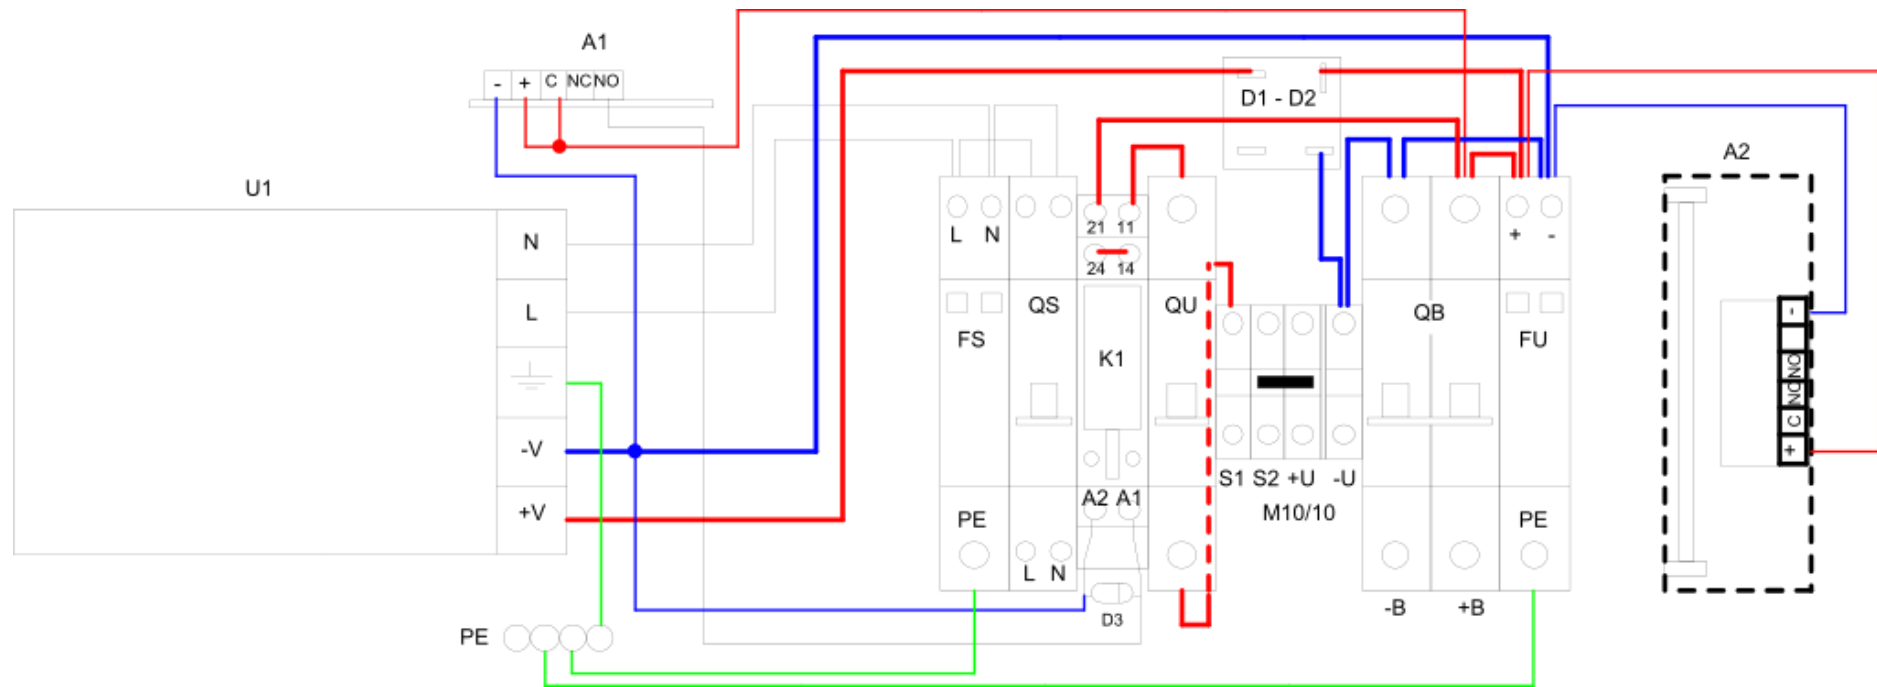 A1
- + C NC NO
D1 - D2
A2
U1
N
L
-V
+V
L N
21 11
24 14
+ -
FS
QS
K1
QU
QB
FU
-
NO
NC
C
+
S1 S2 +U -U
M10/10
A2 A1
PE
PE
L N
D3
-B +B
PE